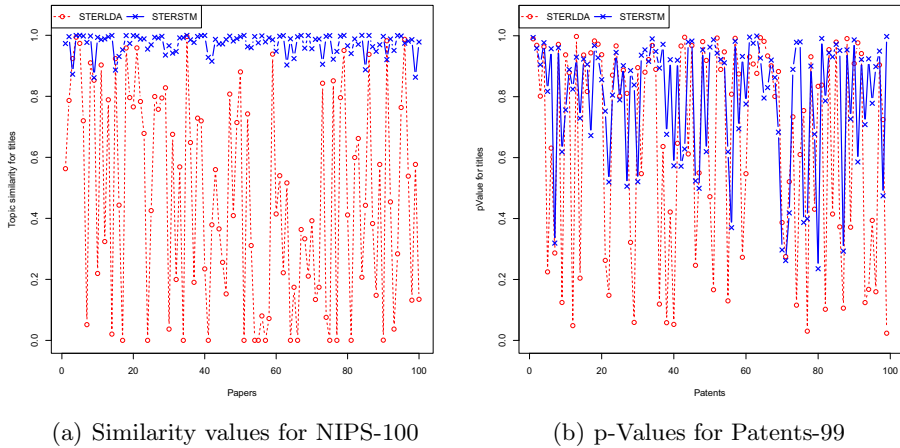 STERLDA STERSTM
1.0
0.8
0.6
0.4
0.2
0.0
Topic similarity for titles
0 20 40 60 80 100
Papers
(a) Similarity values for NIPS-100
STERLDA STERSTM
1.0
0.8
0.6
0.4
0.2
0.0
pValue for titles
0 20 40 60 80 100
Patents
(b) p-Values for Patents-99